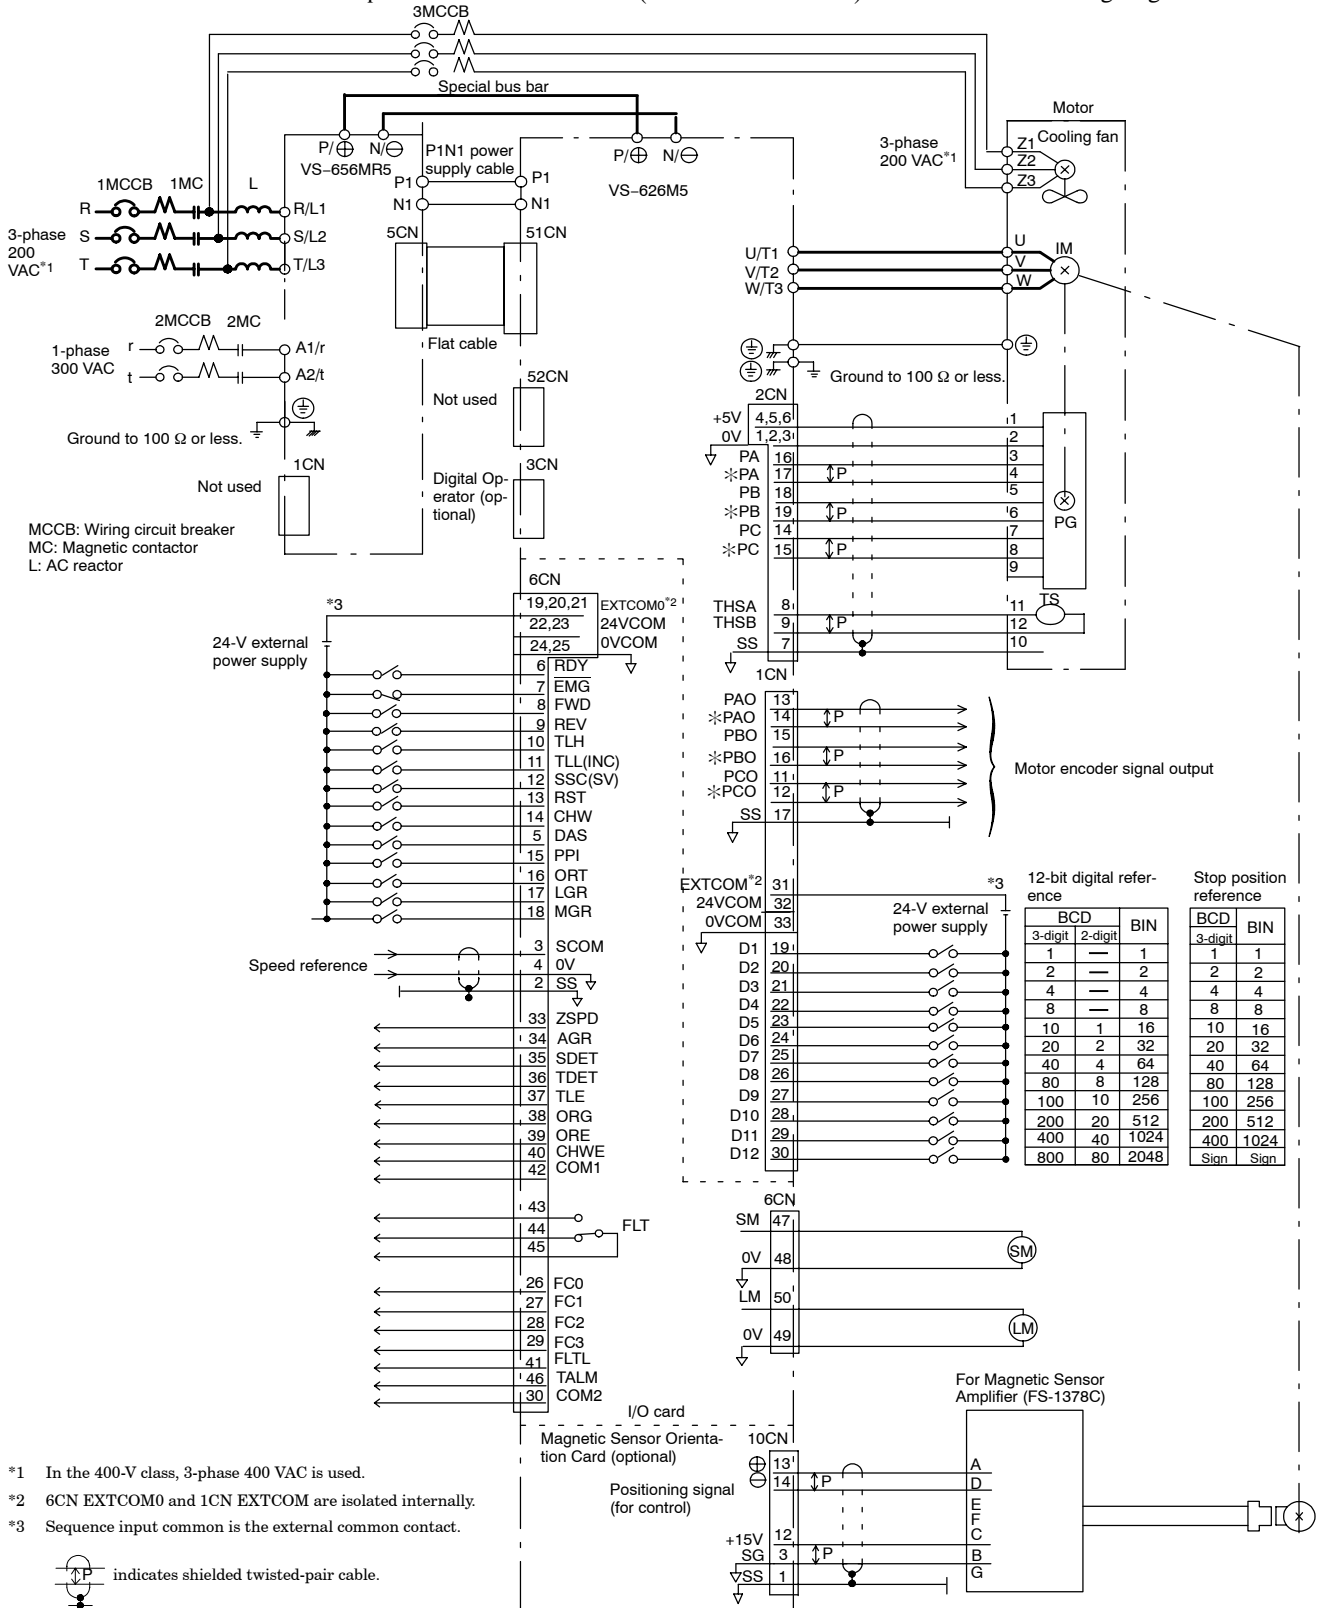 3MCCB
Special bus bar
Motor
Cooling fan
3-phase
200 VAC*1
Z1
Z2
Z3
P/⊕ N/⊖
VS−656MR5
P1N1 power
supply cable
P/⊕ N/⊖
VS−626M5
P1 P1
N1 N1
1MCCB 1MC L
R R/L1
S S/L2
T T/L3
3-phase
200
VAC*1
5CN 51CN
Flat cable
U/T1 U
V/T2 V
W/T3 W
IM
2MCCB 2MC
1-phase
300 VAC
r A1/r
t A2/t
Ground to 100 Ω or less.
Ground to 100 Ω or less.
52CN
Not used
1CN
Not used
3CN
Digital Op-
erator (op-
tional)
MCCB: Wiring circuit breaker
MC: Magnetic contactor
L: AC reactor
2CN
+5V 4,5,6 1
0V 1,2,3 2
PA 16 3
*PA 17 P 4
PB 18 5
*PB 19 P 6
PC 14 7
*PC 15 P 8
9
PG
THSA 8 11 TS
THSB 9 P 12
SS 7 10
6CN
*3
24-V external
power supply
19,20,21 EXTCOM0*2
22,23 24VCOM
24,25 0VCOM
6 RDY
7 EMG
8 FWD
9 REV
10 TLH
11 TLL(INC)
12 SSC(SV)
13 RST
14 CHW
5 DAS
15 PPI
16 ORT
17 LGR
18 MGR
Speed reference
3 SCOM
4 0V
2 SS
33 ZSPD
34 AGR
35 SDET
36 TDET
37 TLE
38 ORG
39 ORE
40 CHWE
42 COM1
43
44 FLT
45
26 FC0
27 FC1
28 FC2
29 FC3
41 FLTL
46 TALM
30 COM2
I/O card
1CN
PAO 13
*PAO 14 P
PBO 15
*PBO 16 P
PCO 11
*PCO 12 P
SS 17
Motor encoder signal output
EXTCOM*2 31
24VCOM 32
0VCOM 33
*3
24-V external
power supply
D1 19
D2 20
D3 21
D4 22
D5 23
D6 24
D7 25
D8 26
D9 27
D10 28
D11 29
D12 30
12-bit digital refer-
ence
BCD BIN
3-digit 2-digit
1 — 1
2 — 2
4 — 4
8 — 8
10 1 16
20 2 32
40 4 64
80 8 128
100 10 256
200 20 512
400 40 1024
800 80 2048
Stop position
reference
BCD BIN
3-digit
1 1
2 2
4 4
8 8
10 16
20 32
40 64
80 128
100 256
200 512
400 1024
Sign Sign
6CN
SM 47 SM
0V 48
LM 50 LM
0V 49
For Magnetic Sensor
Amplifier (FS-1378C)
Magnetic Sensor Orienta-
tion Card (optional)
10CN
Positioning signal
(for control)
⊕ 13 A
⊖ 14 P D
E
F
+15V 12 C
SG 3 P B
SS 1 G
*1 In the 400-V class, 3-phase 400 VAC is used.
*2 6CN EXTCOM0 and 1CN EXTCOM are isolated internally.
*3 Sequence input common is the external common contact.
P indicates shielded twisted-pair cable.